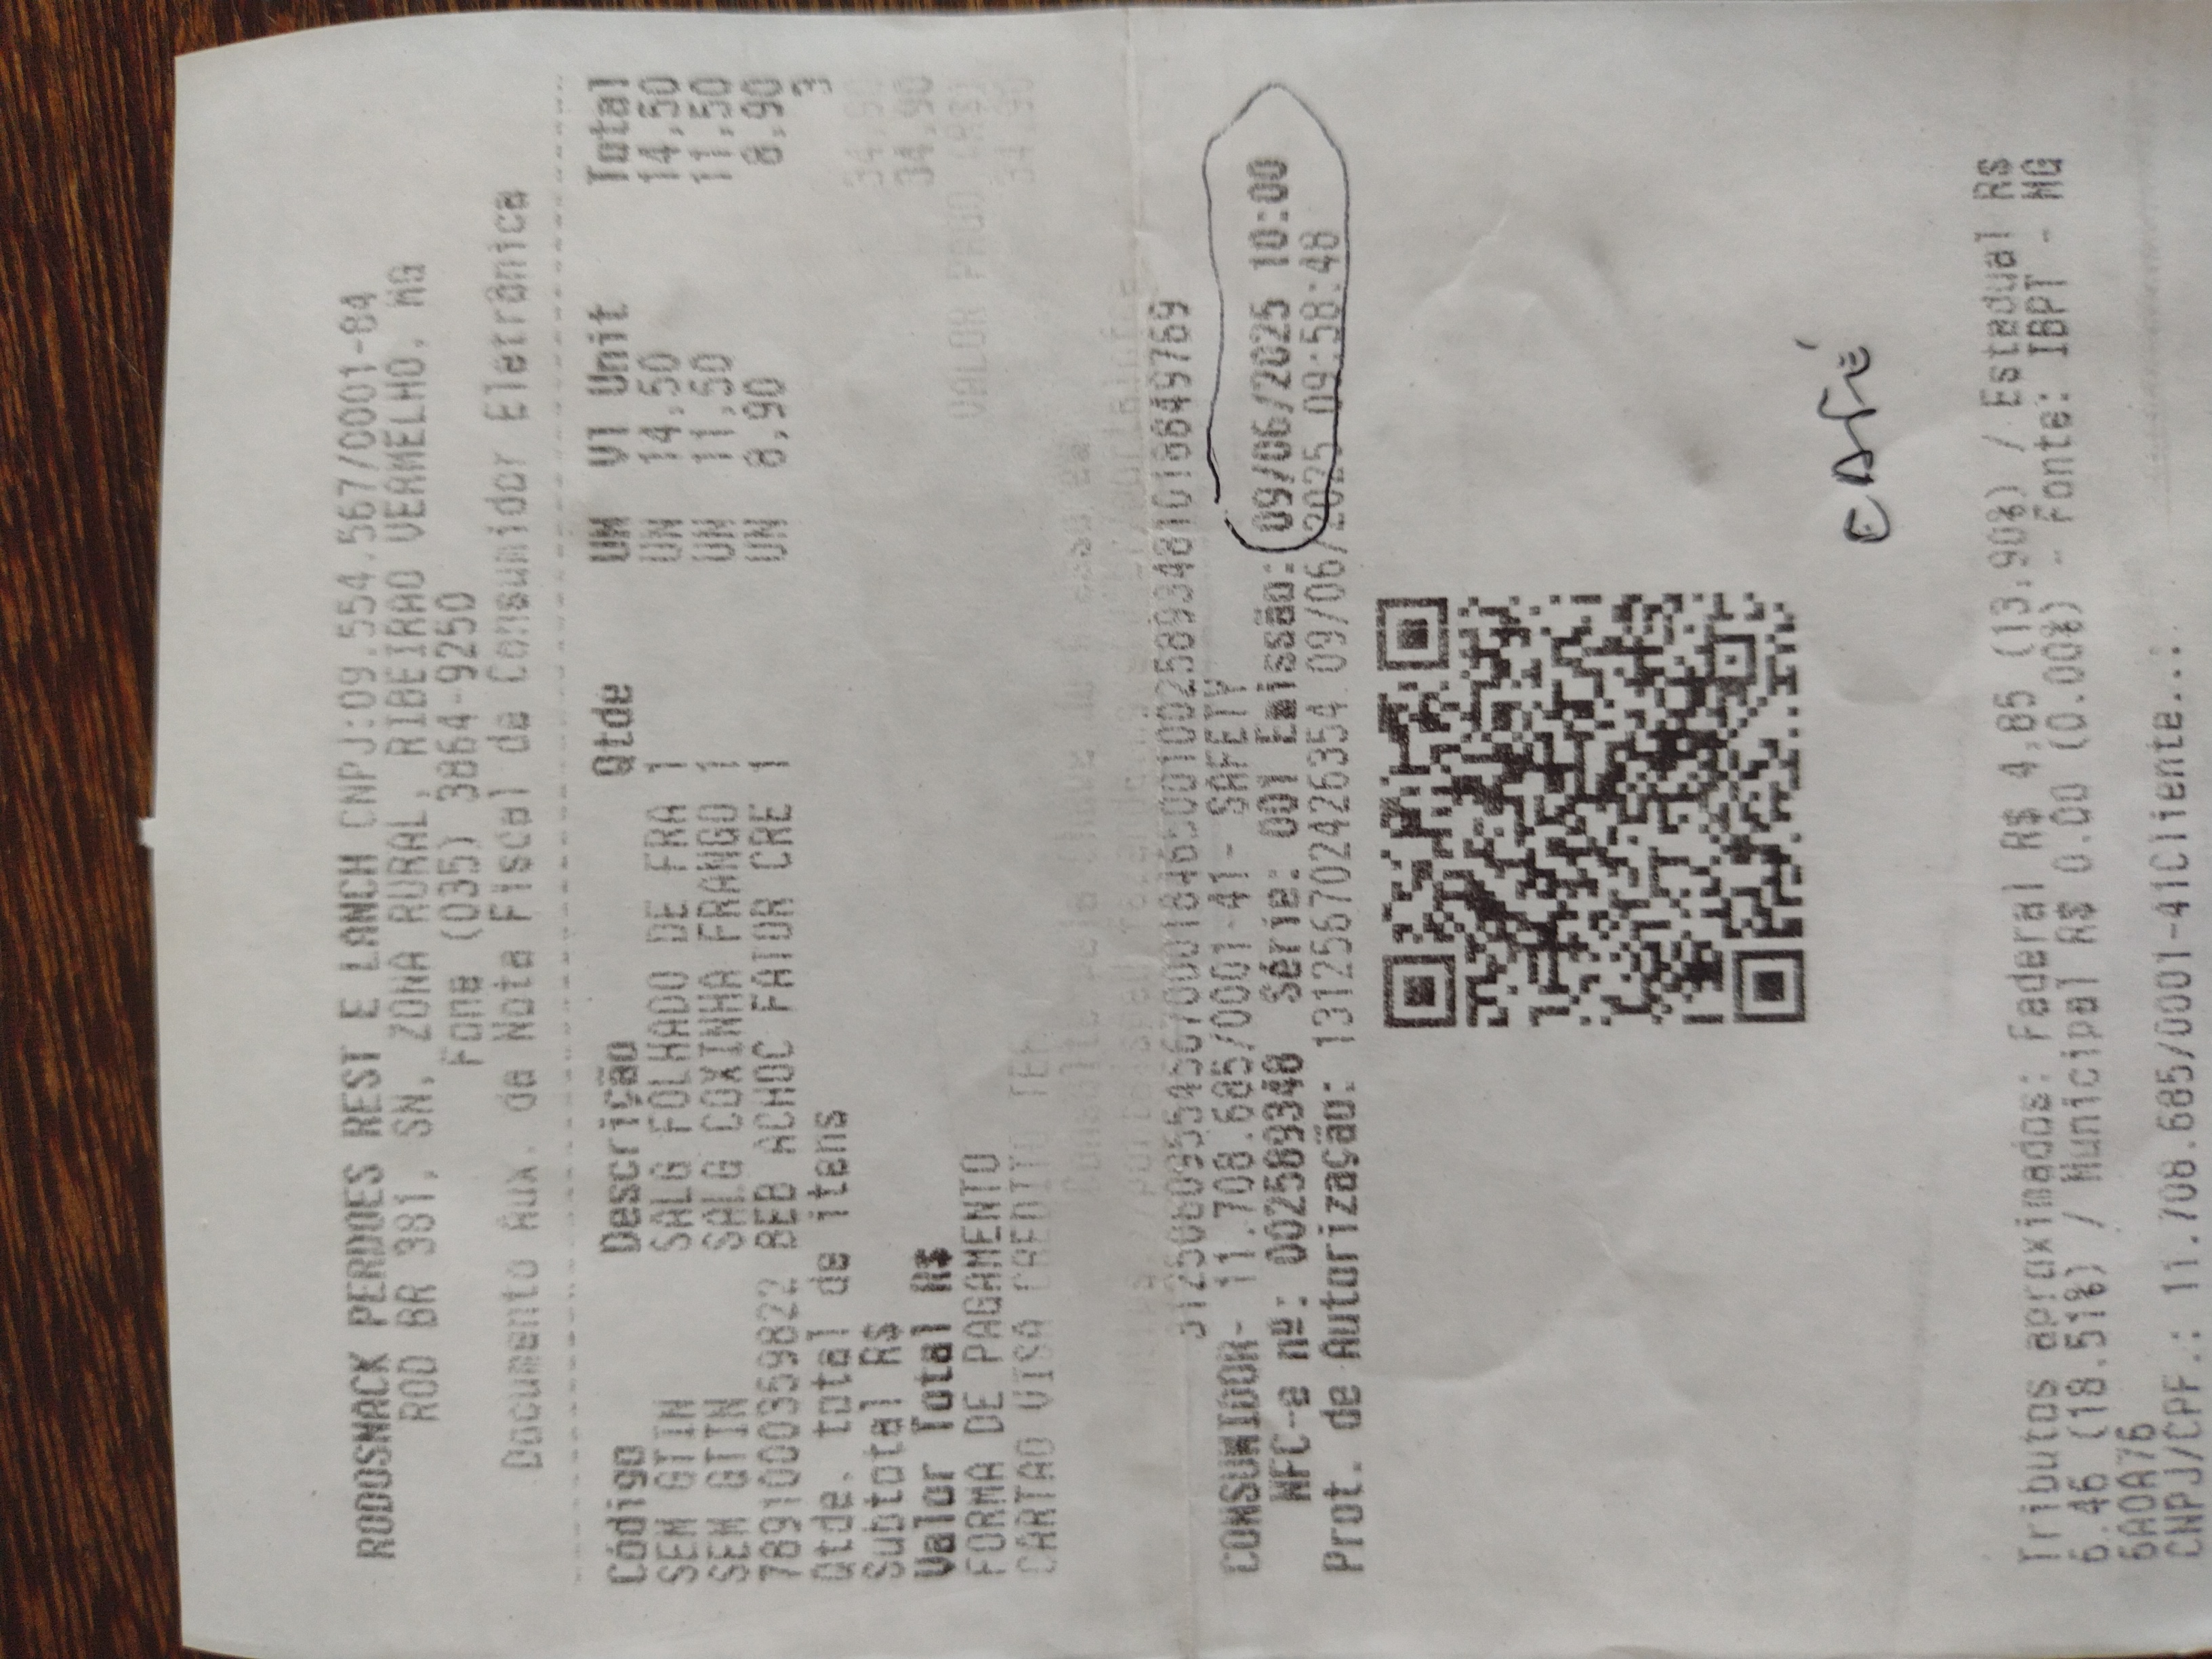 RODOSNACK PERDOES REST E LANCH CNPJ:09.554.567/0001-84
ROD BR 381, SN, ZONA RURAL, RIBEIRAO VERMELHO, MG
Fone (035) 3864-9250
Documento Aux. de Nota Fiscal de Consumidor Eletrônica
Código Descrição Qtde UM Vl Unit Total
SEM GTIN SALG FOLHADO DE FRA 1 UN 14,50 14,50
SEM GTIN SALG COXINHA FRANGO 1 UN 11,50 11,50
7891000359822 BEB ACHOC FATOR CRE 1 UN 8,90 8,90
Qtde. total de itens 3
Subtotal R$ 34,90
Valor Total R$ 34,90
FORMA DE PAGAMENTO VALOR PAGO (R$)
CARTAO VISA CREDITO TEF 34,90
CONSUMIDOR- 11.708.685/0001-41- SAFETY
NFC-e nº: 002589348 Série: 001 Emissão: 09/06/2025 10:00
Prot. de Autorização: 131256702426354 09/06/2025 09:58:48
CAFÉ
Tributos aproximados: Federal R$ 4,85 (13.90%) / Estadual R$
6.46 (18.51%) / Municipal R$ 0.00 (0.00%) - Fonte: IBPT - MG
6A0A76
CNPJ/CPF.: 11.708.685/0001-41Cliente..: